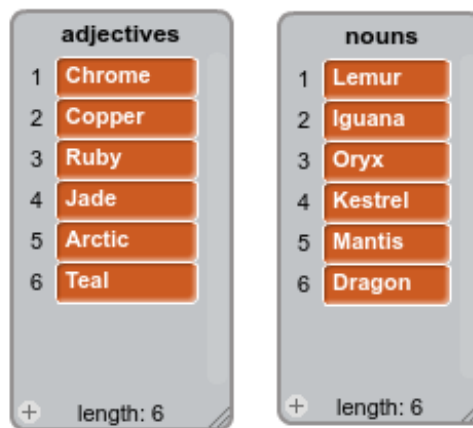 adjectives
1 Chrome
2 Copper
3 Ruby
4 Jade
5 Arctic
6 Teal
+ length: 6
nouns
1 Lemur
2 Iguana
3 Oryx
4 Kestrel
5 Mantis
6 Dragon
+ length: 6